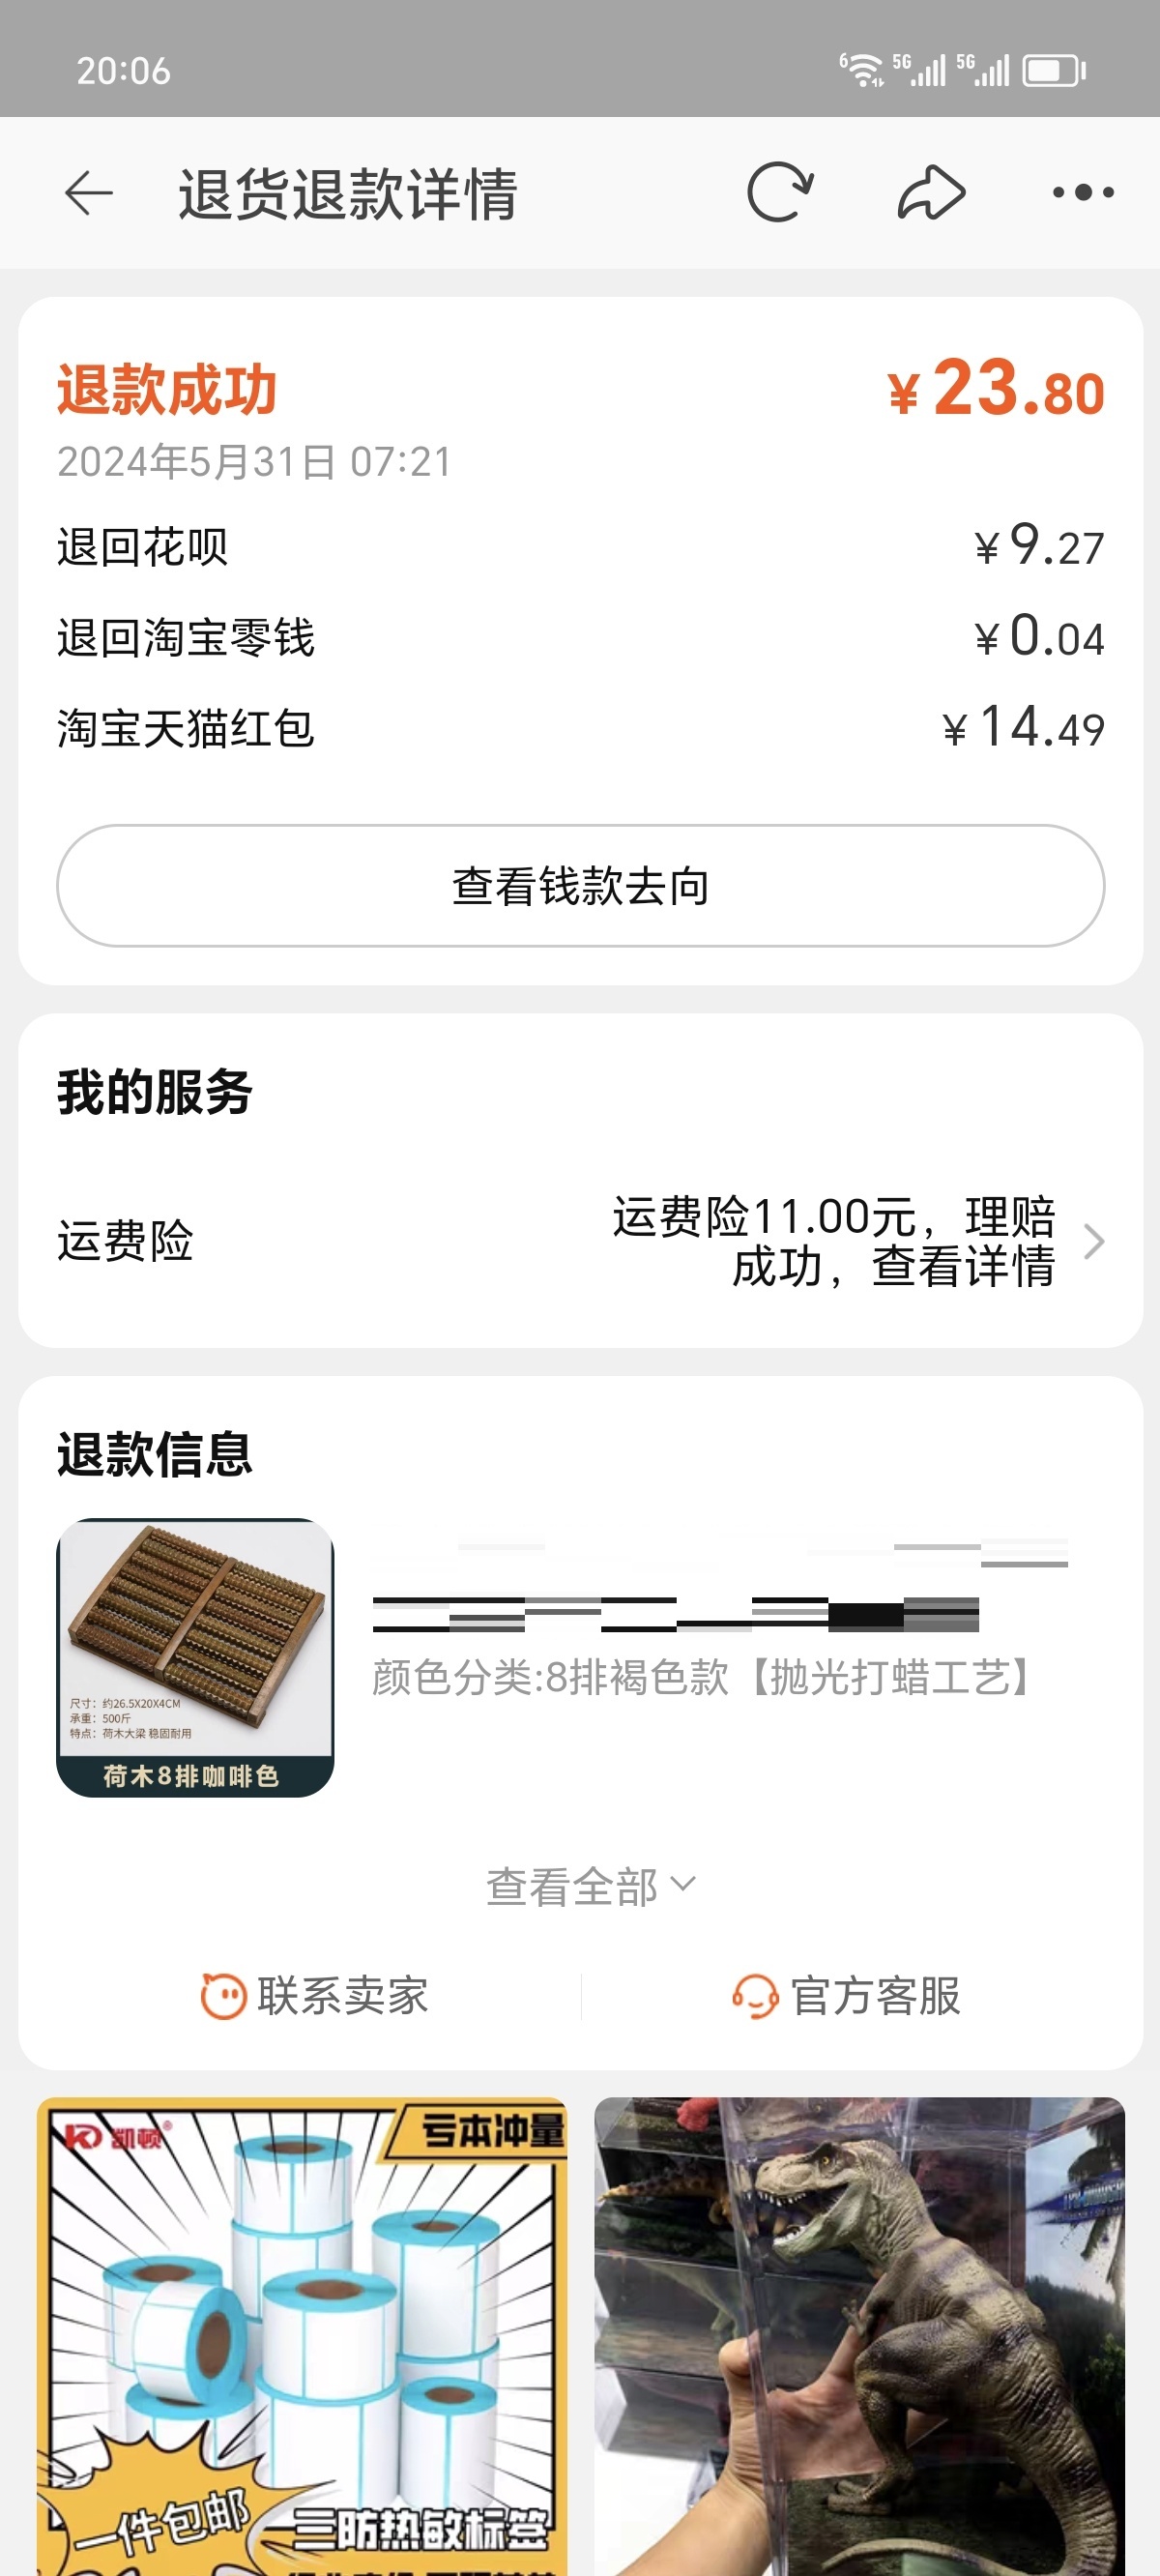 20:06
6 5G 5G
退货退款详情
退款成功 ¥23.80
2024年5月31日 07:21
退回花呗 ¥9.27
退回淘宝零钱 ¥0.04
淘宝天猫红包 ¥14.49
查看钱款去向
我的服务
运费险 运费险11.00元，理赔
成功，查看详情
退款信息
颜色分类:8排褐色款【抛光打蜡工艺】
尺寸：约26.5X20X4CM
承重：500斤
特点：荷木大梁 稳固耐用
荷木8排咖啡色
查看全部
联系卖家 官方客服
凯顿®
亏本冲量
一件包邮
三防热敏标签